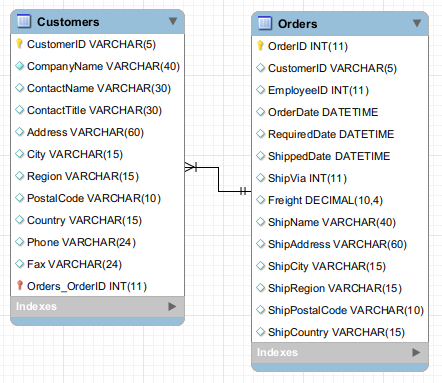 Customers
CustomerID VARCHAR(5)
CompanyName VARCHAR(40)
ContactName VARCHAR(30)
ContactTitle VARCHAR(30)
Address VARCHAR(60)
City VARCHAR(15)
Region VARCHAR(15)
PostalCode VARCHAR(10)
Country VARCHAR(15)
Phone VARCHAR(24)
Fax VARCHAR(24)
Orders_OrderID INT(11)
Indexes
Orders
OrderID INT(11)
CustomerID VARCHAR(5)
EmployeeID INT(11)
OrderDate DATETIME
RequiredDate DATETIME
ShippedDate DATETIME
ShipVia INT(11)
Freight DECIMAL(10,4)
ShipName VARCHAR(40)
ShipAddress VARCHAR(60)
ShipCity VARCHAR(15)
ShipRegion VARCHAR(15)
ShipPostalCode VARCHAR(10)
ShipCountry VARCHAR(15)
Indexes